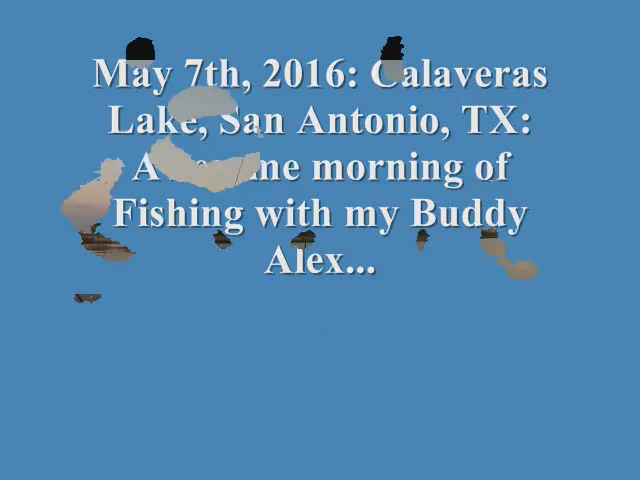 May 7th, 2016: Calaveras
Lake, San Antonio, TX:
morning of
Fishing with my Buddy
Alex...